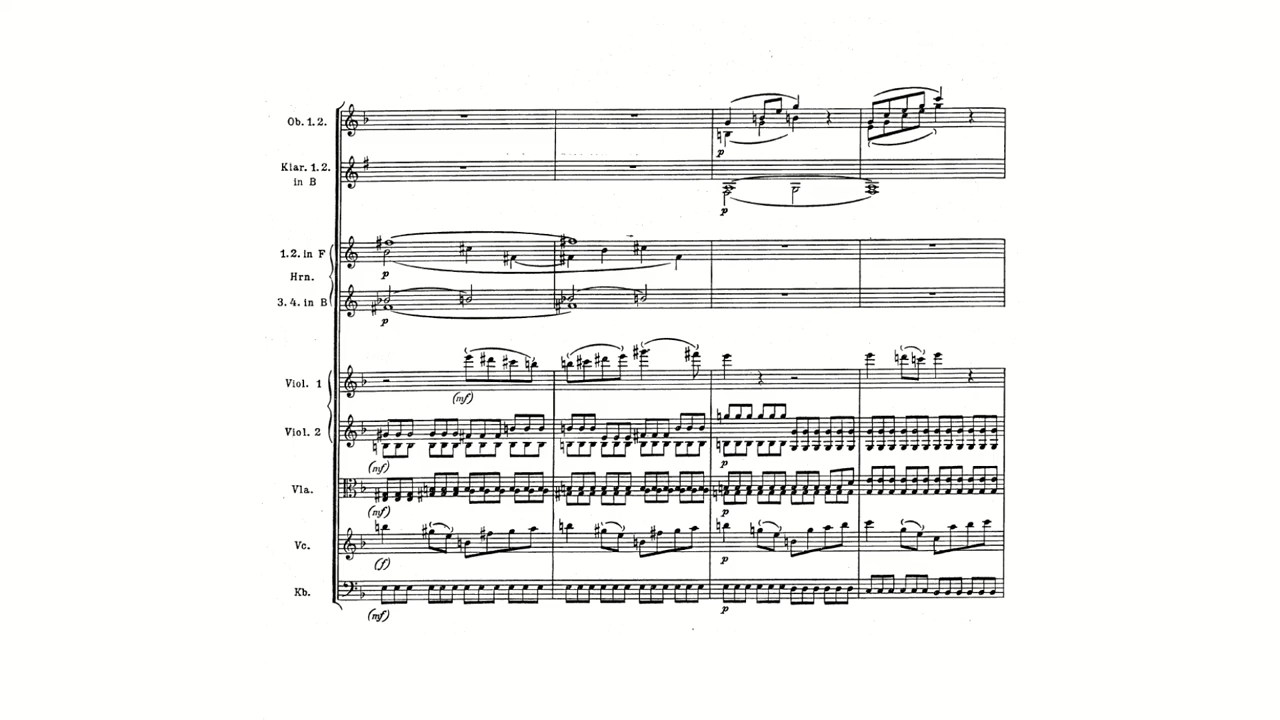 Ob. 1. 2.
Klar. 1. 2.
in B
p
p
1. 2. in F
Hrn.
3. 4. in B
p
p
Viol. 1
(mf)
Viol. 2
(mf)
p
Vla.
(mf)
p
Vc.
(f)
p
Kb.
(mf)
p